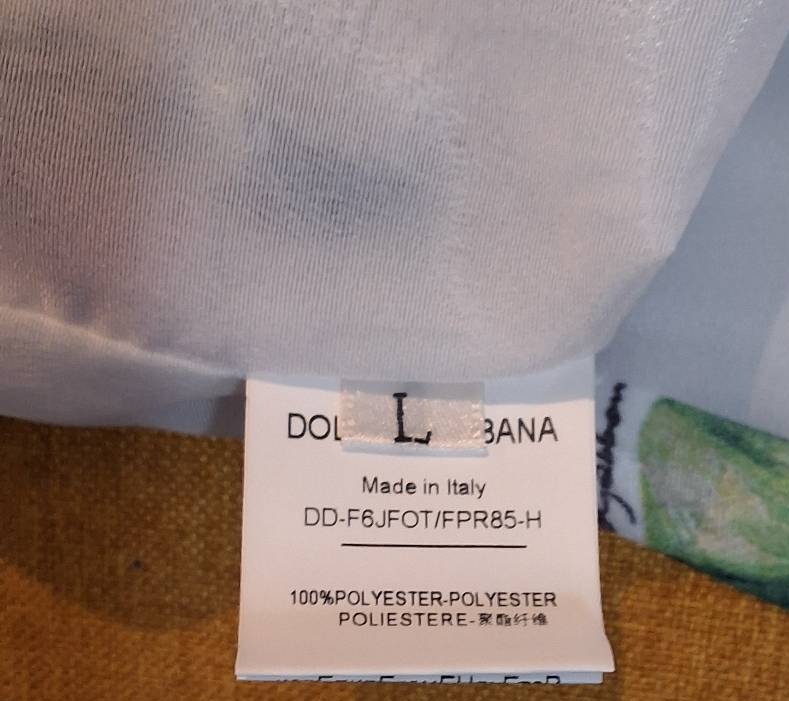 L
DOL BANA
Made in Italy
DD-F6JFOT/FPR85-H
100%POLYESTER-POLYESTER
POLIESTERE-聚酯纤维